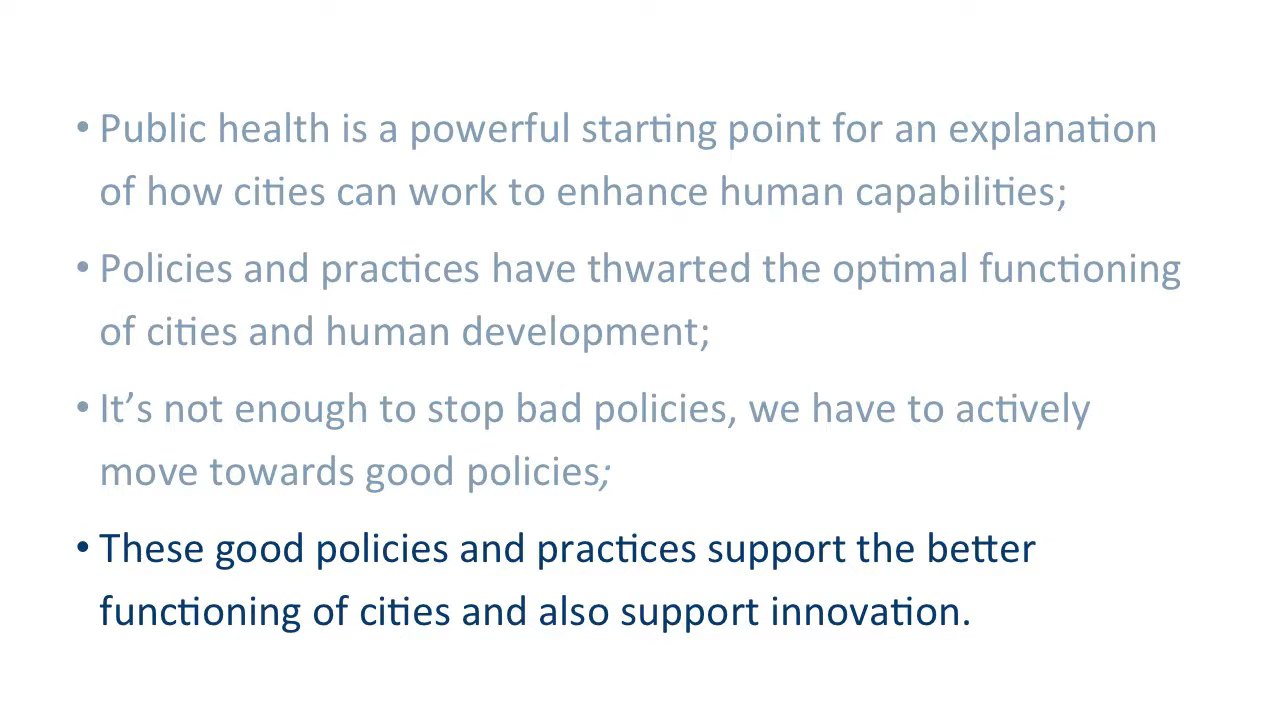 • Public health is a powerful starting point for an explanation
of how cities can work to enhance human capabilities;
• Policies and practices have thwarted the optimal functioning
of cities and human development;
• It’s not enough to stop bad policies, we have to actively
move towards good policies;
• These good policies and practices support the better
functioning of cities and also support innovation.